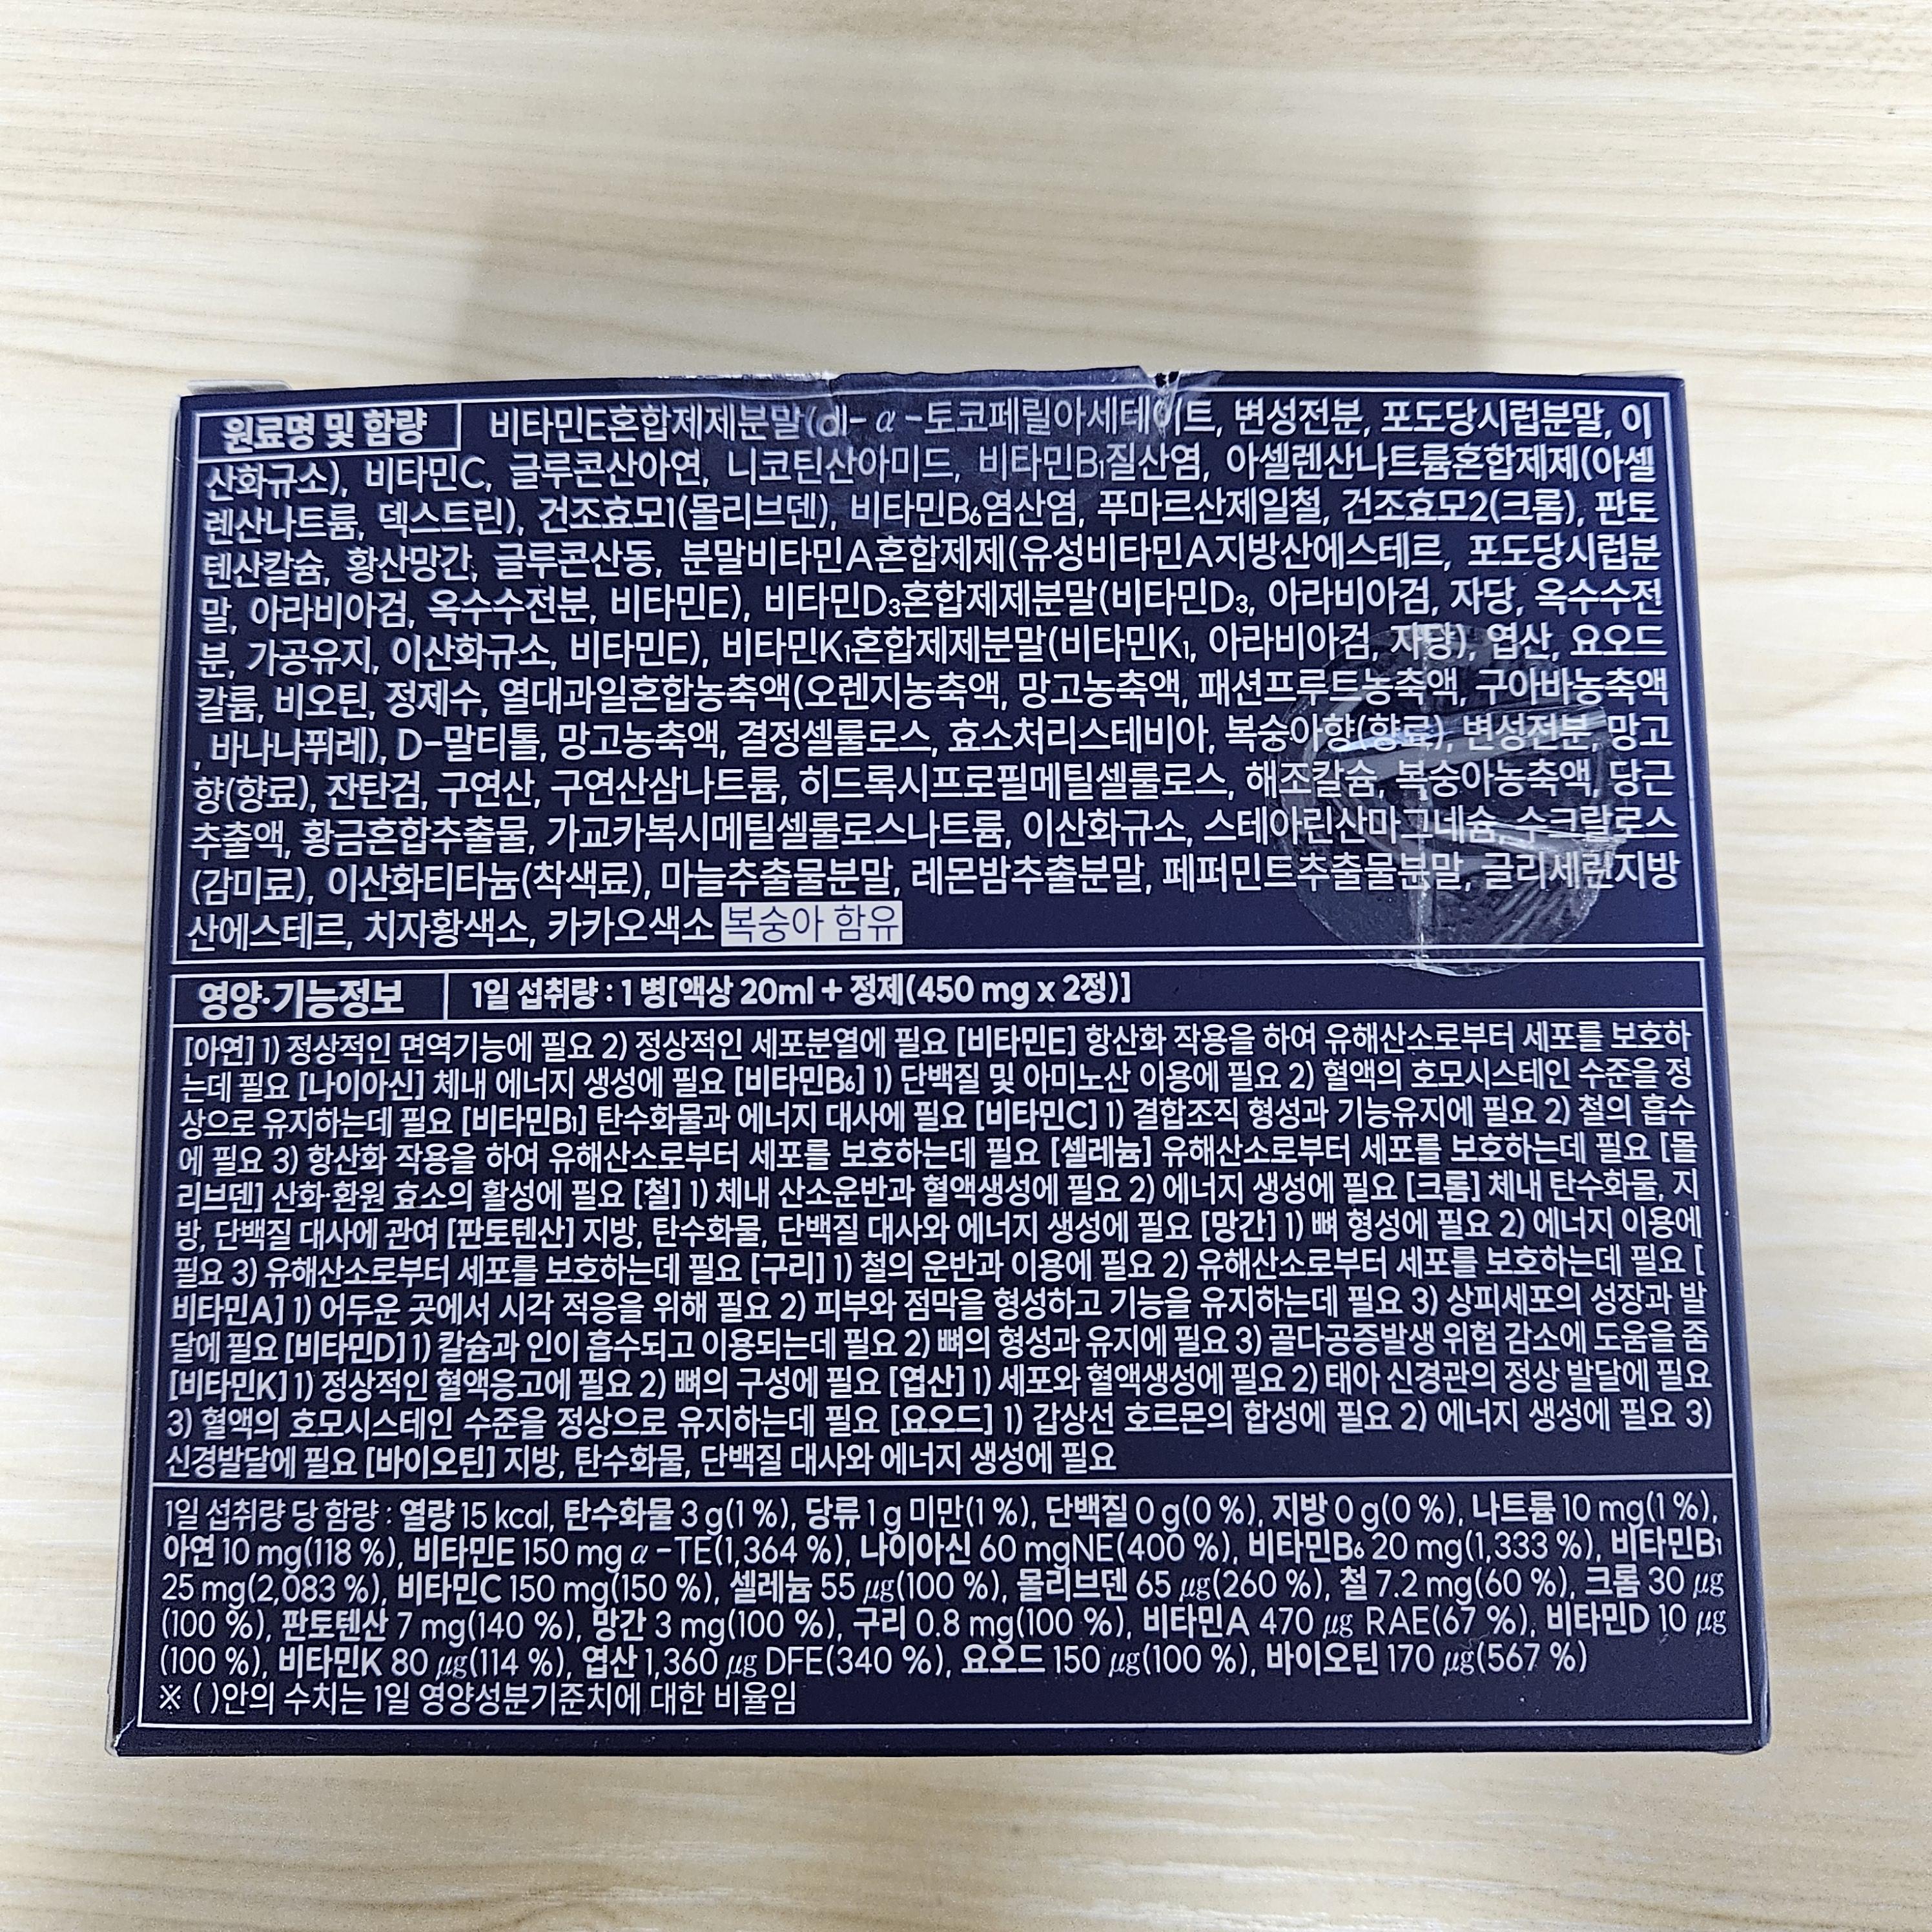 원료명 및 함량
비타민E혼합제제분말(dl-α-토코페릴아세테이트, 변성전분, 포도당시럽분말, 이
산화규소), 비타민C, 글루콘산아연, 니코틴산아미드, 비타민B₁질산염, 아셀렌산나트륨혼합제제(아셀
렌산나트륨, 덱스트린), 건조효모1(몰리브덴), 비타민B₆염산염, 푸마르산제일철, 건조효모2(크롬), 판토
텐산칼슘, 황산망간, 글루콘산동, 분말비타민A혼합제제(유성비타민A지방산에스테르, 포도당시럽분
말, 아라비아검, 옥수수전분, 비타민E), 비타민D₃혼합제제분말(비타민D₃, 아라비아검, 자당, 옥수수전
분, 가공유지, 이산화규소, 비타민E), 비타민K₁혼합제제분말(비타민K₁, 아라비아검, 자당), 엽산, 요오드
칼륨, 비오틴, 정제수, 열대과일혼합농축액(오렌지농축액, 망고농축액, 패션프루트농축액, 구아바농축액
, 바나나퓌레), D-말티톨, 망고농축액, 결정셀룰로스, 효소처리스테비아, 복숭아향(향료), 변성전분, 망고
향(향료), 잔탄검, 구연산, 구연산삼나트륨, 히드록시프로필메틸셀룰로스, 해조칼슘, 복숭아농축액, 당근
추출액, 황금혼합추출물, 가교카복시메틸셀룰로스나트륨, 이산화규소, 스테아린산마그네슘, 수크랄로스
(감미료), 이산화티타늄(착색료), 마늘추출물분말, 레몬밤추출분말, 페퍼민트추출물분말, 글리세린지방
산에스테르, 치자황색소, 카카오색소 복숭아 함유
영양·기능정보
1일 섭취량 : 1 병[액상 20ml + 정제(450 mg x 2정)]
[아연] 1) 정상적인 면역기능에 필요 2) 정상적인 세포분열에 필요 [비타민E] 항산화 작용을 하여 유해산소로부터 세포를 보호하
는데 필요 [나이아신] 체내 에너지 생성에 필요 [비타민B₆] 1) 단백질 및 아미노산 이용에 필요 2) 혈액의 호모시스테인 수준을 정
상으로 유지하는데 필요 [비타민B₁] 탄수화물과 에너지 대사에 필요 [비타민C] 1) 결합조직 형성과 기능유지에 필요 2) 철의 흡수
에 필요 3) 항산화 작용을 하여 유해산소로부터 세포를 보호하는데 필요 [셀레늄] 유해산소로부터 세포를 보호하는데 필요 [몰
리브덴] 산화·환원 효소의 활성에 필요 [철] 1) 체내 산소운반과 혈액생성에 필요 2) 에너지 생성에 필요 [크롬] 체내 탄수화물, 지
방, 단백질 대사에 관여 [판토텐산] 지방, 탄수화물, 단백질 대사와 에너지 생성에 필요 [망간] 1) 뼈 형성에 필요 2) 에너지 이용에
필요 3) 유해산소로부터 세포를 보호하는데 필요 [구리] 1) 철의 운반과 이용에 필요 2) 유해산소로부터 세포를 보호하는데 필요 [
비타민A] 1) 어두운 곳에서 시각 적응을 위해 필요 2) 피부와 점막을 형성하고 기능을 유지하는데 필요 3) 상피세포의 성장과 발
달에 필요 [비타민D] 1) 칼슘과 인이 흡수되고 이용되는데 필요 2) 뼈의 형성과 유지에 필요 3) 골다공증발생 위험 감소에 도움을 줌
[비타민K] 1) 정상적인 혈액응고에 필요 2) 뼈의 구성에 필요 [엽산] 1) 세포와 혈액생성에 필요 2) 태아 신경관의 정상 발달에 필요
3) 혈액의 호모시스테인 수준을 정상으로 유지하는데 필요 [요오드] 1) 갑상선 호르몬의 합성에 필요 2) 에너지 생성에 필요 3)
신경발달에 필요 [바이오틴] 지방, 탄수화물, 단백질 대사와 에너지 생성에 필요
1일 섭취량 당 함량 : 열량 15 kcal, 탄수화물 3 g(1 %), 당류 1 g 미만(1 %), 단백질 0 g(0 %), 지방 0 g(0 %), 나트륨 10 mg(1 %),
아연 10 mg(118 %), 비타민E 150 mg α-TE(1,364 %), 나이아신 60 mgNE(400 %), 비타민B₆ 20 mg(1,333 %), 비타민B₁
25 mg(2,083 %), 비타민C 150 mg(150 %), 셀레늄 55 μg(100 %), 몰리브덴 65 μg(260 %), 철 7.2 mg(60 %), 크롬 30 μg
(100 %), 판토텐산 7 mg(140 %), 망간 3 mg(100 %), 구리 0.8 mg(100 %), 비타민A 470 μg RAE(67 %), 비타민D 10 μg
(100 %), 비타민K 80 μg(114 %), 엽산 1,360 μg DFE(340 %), 요오드 150 μg(100 %), 바이오틴 170 μg(567 %)
※ ( )안의 수치는 1일 영양성분기준치에 대한 비율임